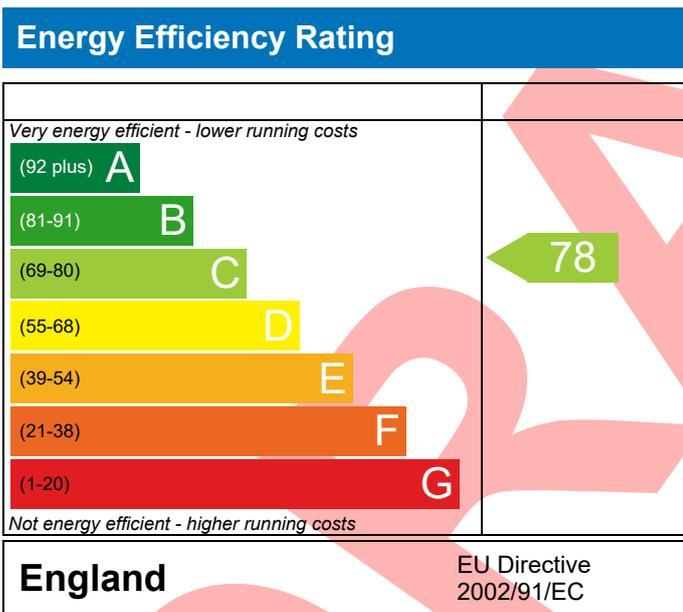 Energy Efficiency Rating
Very energy efficient - lower running costs
(92 plus) A
(81-91) B
(69-80) C
78
(55-68) D
(39-54) E
(21-38) F
(1-20) G
Not energy efficient - higher running costs
England
EU Directive
2002/91/EC